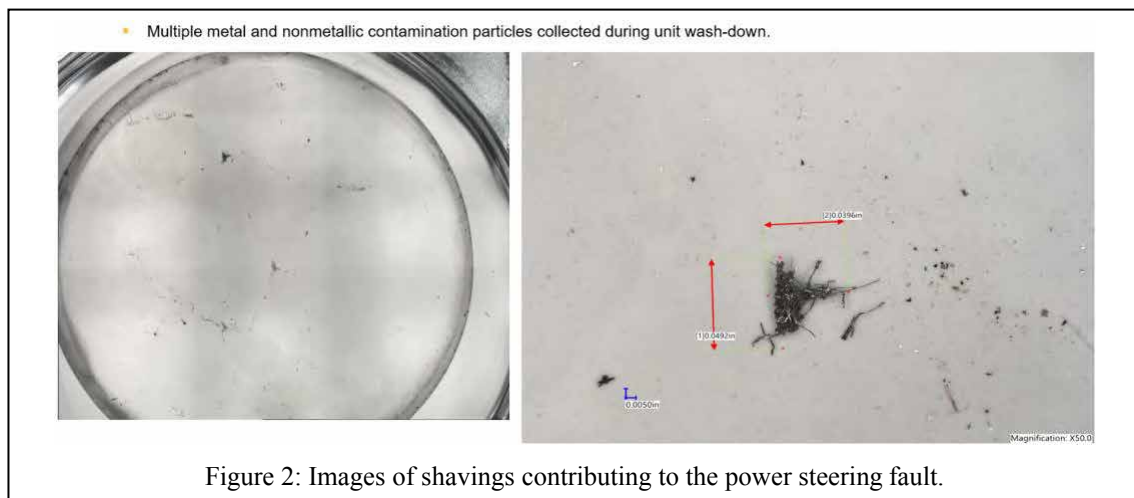 Multiple metal and nonmetallic contamination particles collected during unit wash-down.
[2]0.0396in
[1]0.0492in
0.0050in
Magnification: X50.0
Figure 2: Images of shavings contributing to the power steering fault.